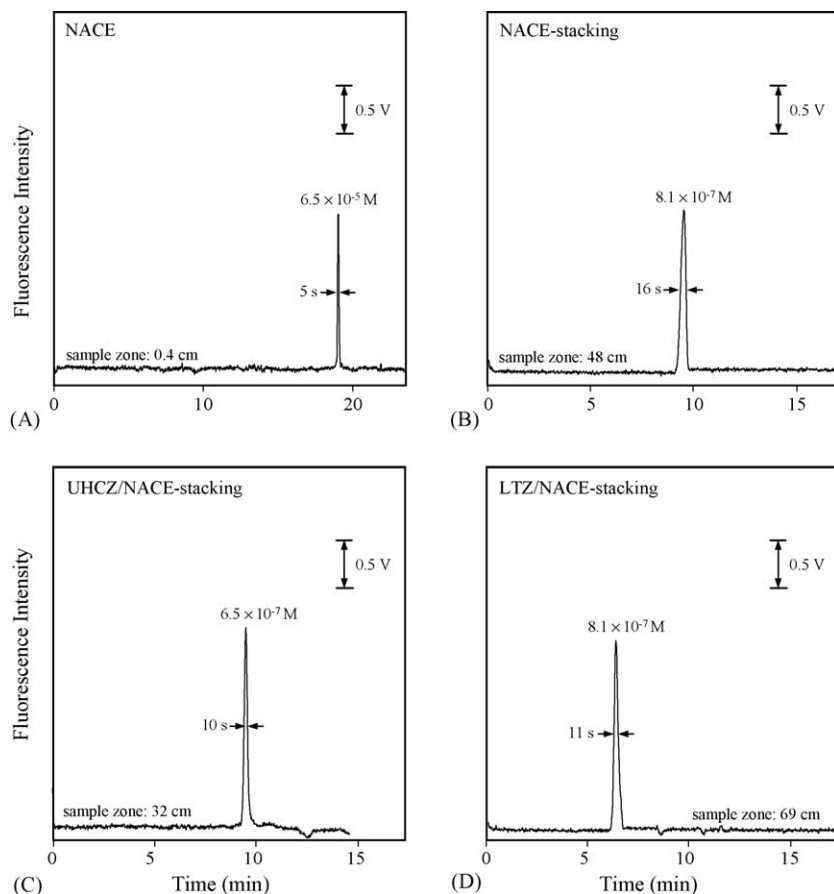 NACE
0.5 V
6.5 × 10-5 M
5 s
sample zone: 0.4 cm
0 10 20
(A)
Fluorescence Intensity
NACE-stacking
0.5 V
8.1 × 10-7 M
16 s
sample zone: 48 cm
0 5 10 15
(B)
UHCZ/NACE-stacking
0.5 V
6.5 × 10-7 M
10 s
sample zone: 32 cm
0 5 10 15
(C)
Time (min)
Fluorescence Intensity
LTZ/NACE-stacking
0.5 V
8.1 × 10-7 M
11 s
sample zone: 69 cm
0 5 10 15
(D)
Time (min)